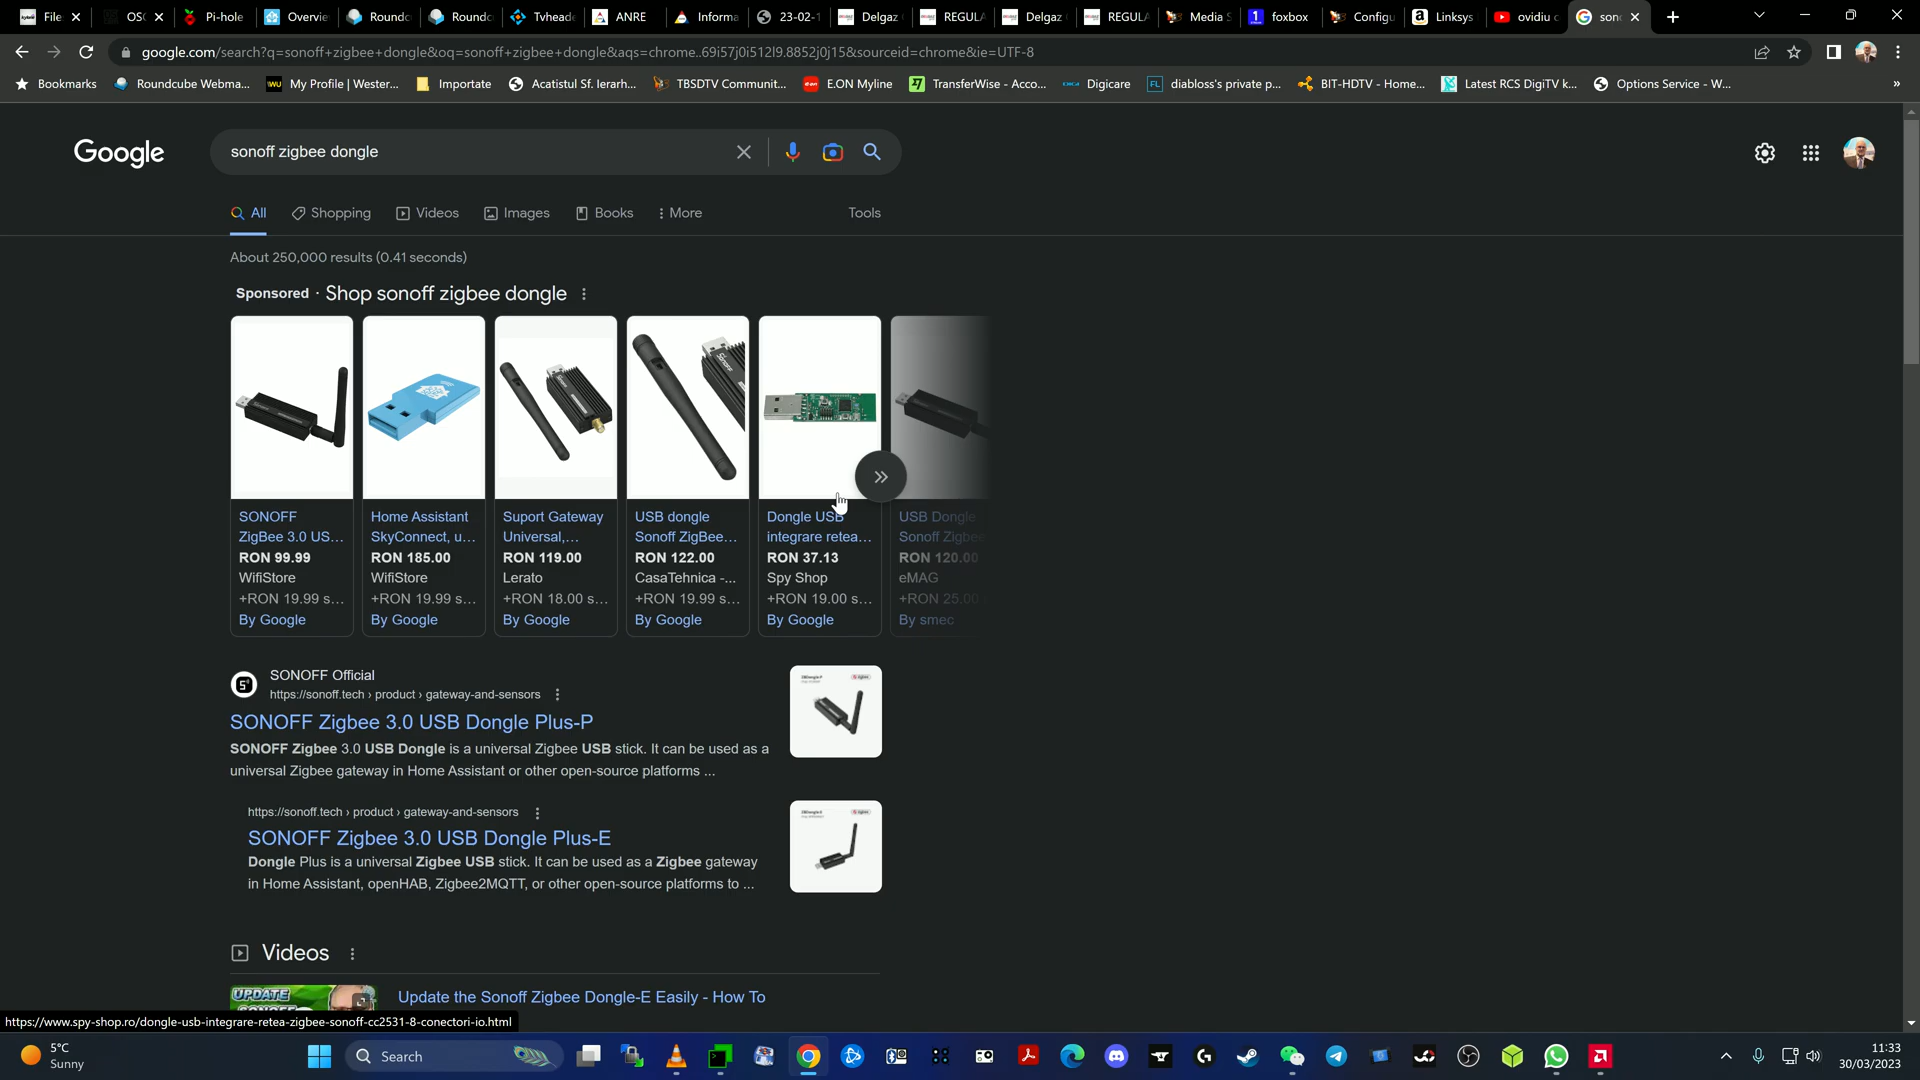 File
OSC
Pi-hole
Overvie
Roundc
Roundc
Tvheade
ANRE
Informa
23-02-1
Delgaz
REGULA
Delgaz
REGULA
Media S
foxbox
Configu
Linksys
ovidiu c
sono
google.com/search?q=sonoff+zigbee+dongle&oq=sonoff+zigbee+dongle&aqs=chrome..69i57j0i512l9.8852j0j15&sourceid=chrome&ie=UTF-8
Bookmarks
Roundcube Webma...
My Profile | Wester...
Importate
Acatistul Sf. Ierarh...
TBSDTV Communit...
E.ON Myline
TransferWise - Acco...
Digicare
diabloss's private p...
BIT-HDTV - Home...
Latest RCS DigiTV k...
Options Service - W...
Google
sonoff zigbee dongle
All
Shopping
Videos
Images
Books
More
Tools
About 250,000 results (0.41 seconds)
Sponsored · Shop sonoff zigbee dongle
SONOFF
ZigBee 3.0 US...
RON 99.99
WifiStore
+RON 19.99 s...
By Google
Home Assistant
SkyConnect, u...
RON 185.00
WifiStore
+RON 19.99 s...
By Google
Suport Gateway
Universal,...
RON 119.00
Lerato
+RON 18.00 s...
By Google
USB dongle
Sonoff ZigBee...
RON 122.00
CasaTehnica -...
+RON 19.99 s...
By Google
Dongle USB
integrare retea...
RON 37.13
Spy Shop
+RON 19.00 s...
By Google
USB Dongle
Sonoff Zigbee
RON 120.00
eMAG
+RON 25.00
By smec
SONOFF Official
https://sonoff.tech › product › gateway-and-sensors
SONOFF Zigbee 3.0 USB Dongle Plus-P
SONOFF Zigbee 3.0 USB Dongle is a universal Zigbee USB stick. It can be used as a
universal Zigbee gateway in Home Assistant or other open-source platforms ...
https://sonoff.tech › product › gateway-and-sensors
SONOFF Zigbee 3.0 USB Dongle Plus-E
Dongle Plus is a universal Zigbee USB stick. It can be used as a Zigbee gateway
in Home Assistant, openHAB, Zigbee2MQTT, or other open-source platforms to ...
Videos
UPDATE
Update the Sonoff Zigbee Dongle-E Easily - How To
https://www.spy-shop.ro/dongle-usb-integrare-retea-zigbee-sonoff-cc2531-8-conectori-io.html
5°C
Sunny
Search
11:33
30/03/2023